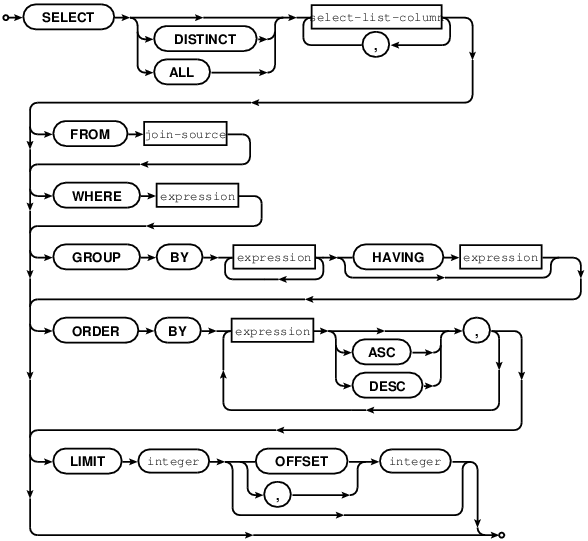 SELECT select-list-column
DISTINCT ,
ALL
FROM join-source
WHERE expression
GROUP BY expression HAVING expression
ORDER BY expression ,
ASC
DESC
LIMIT integer OFFSET integer
,